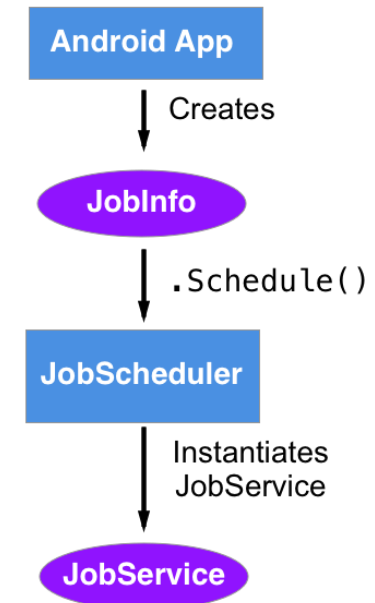 Android App
Creates
JobInfo
.Schedule()
JobScheduler
Instantiates
JobService
JobService